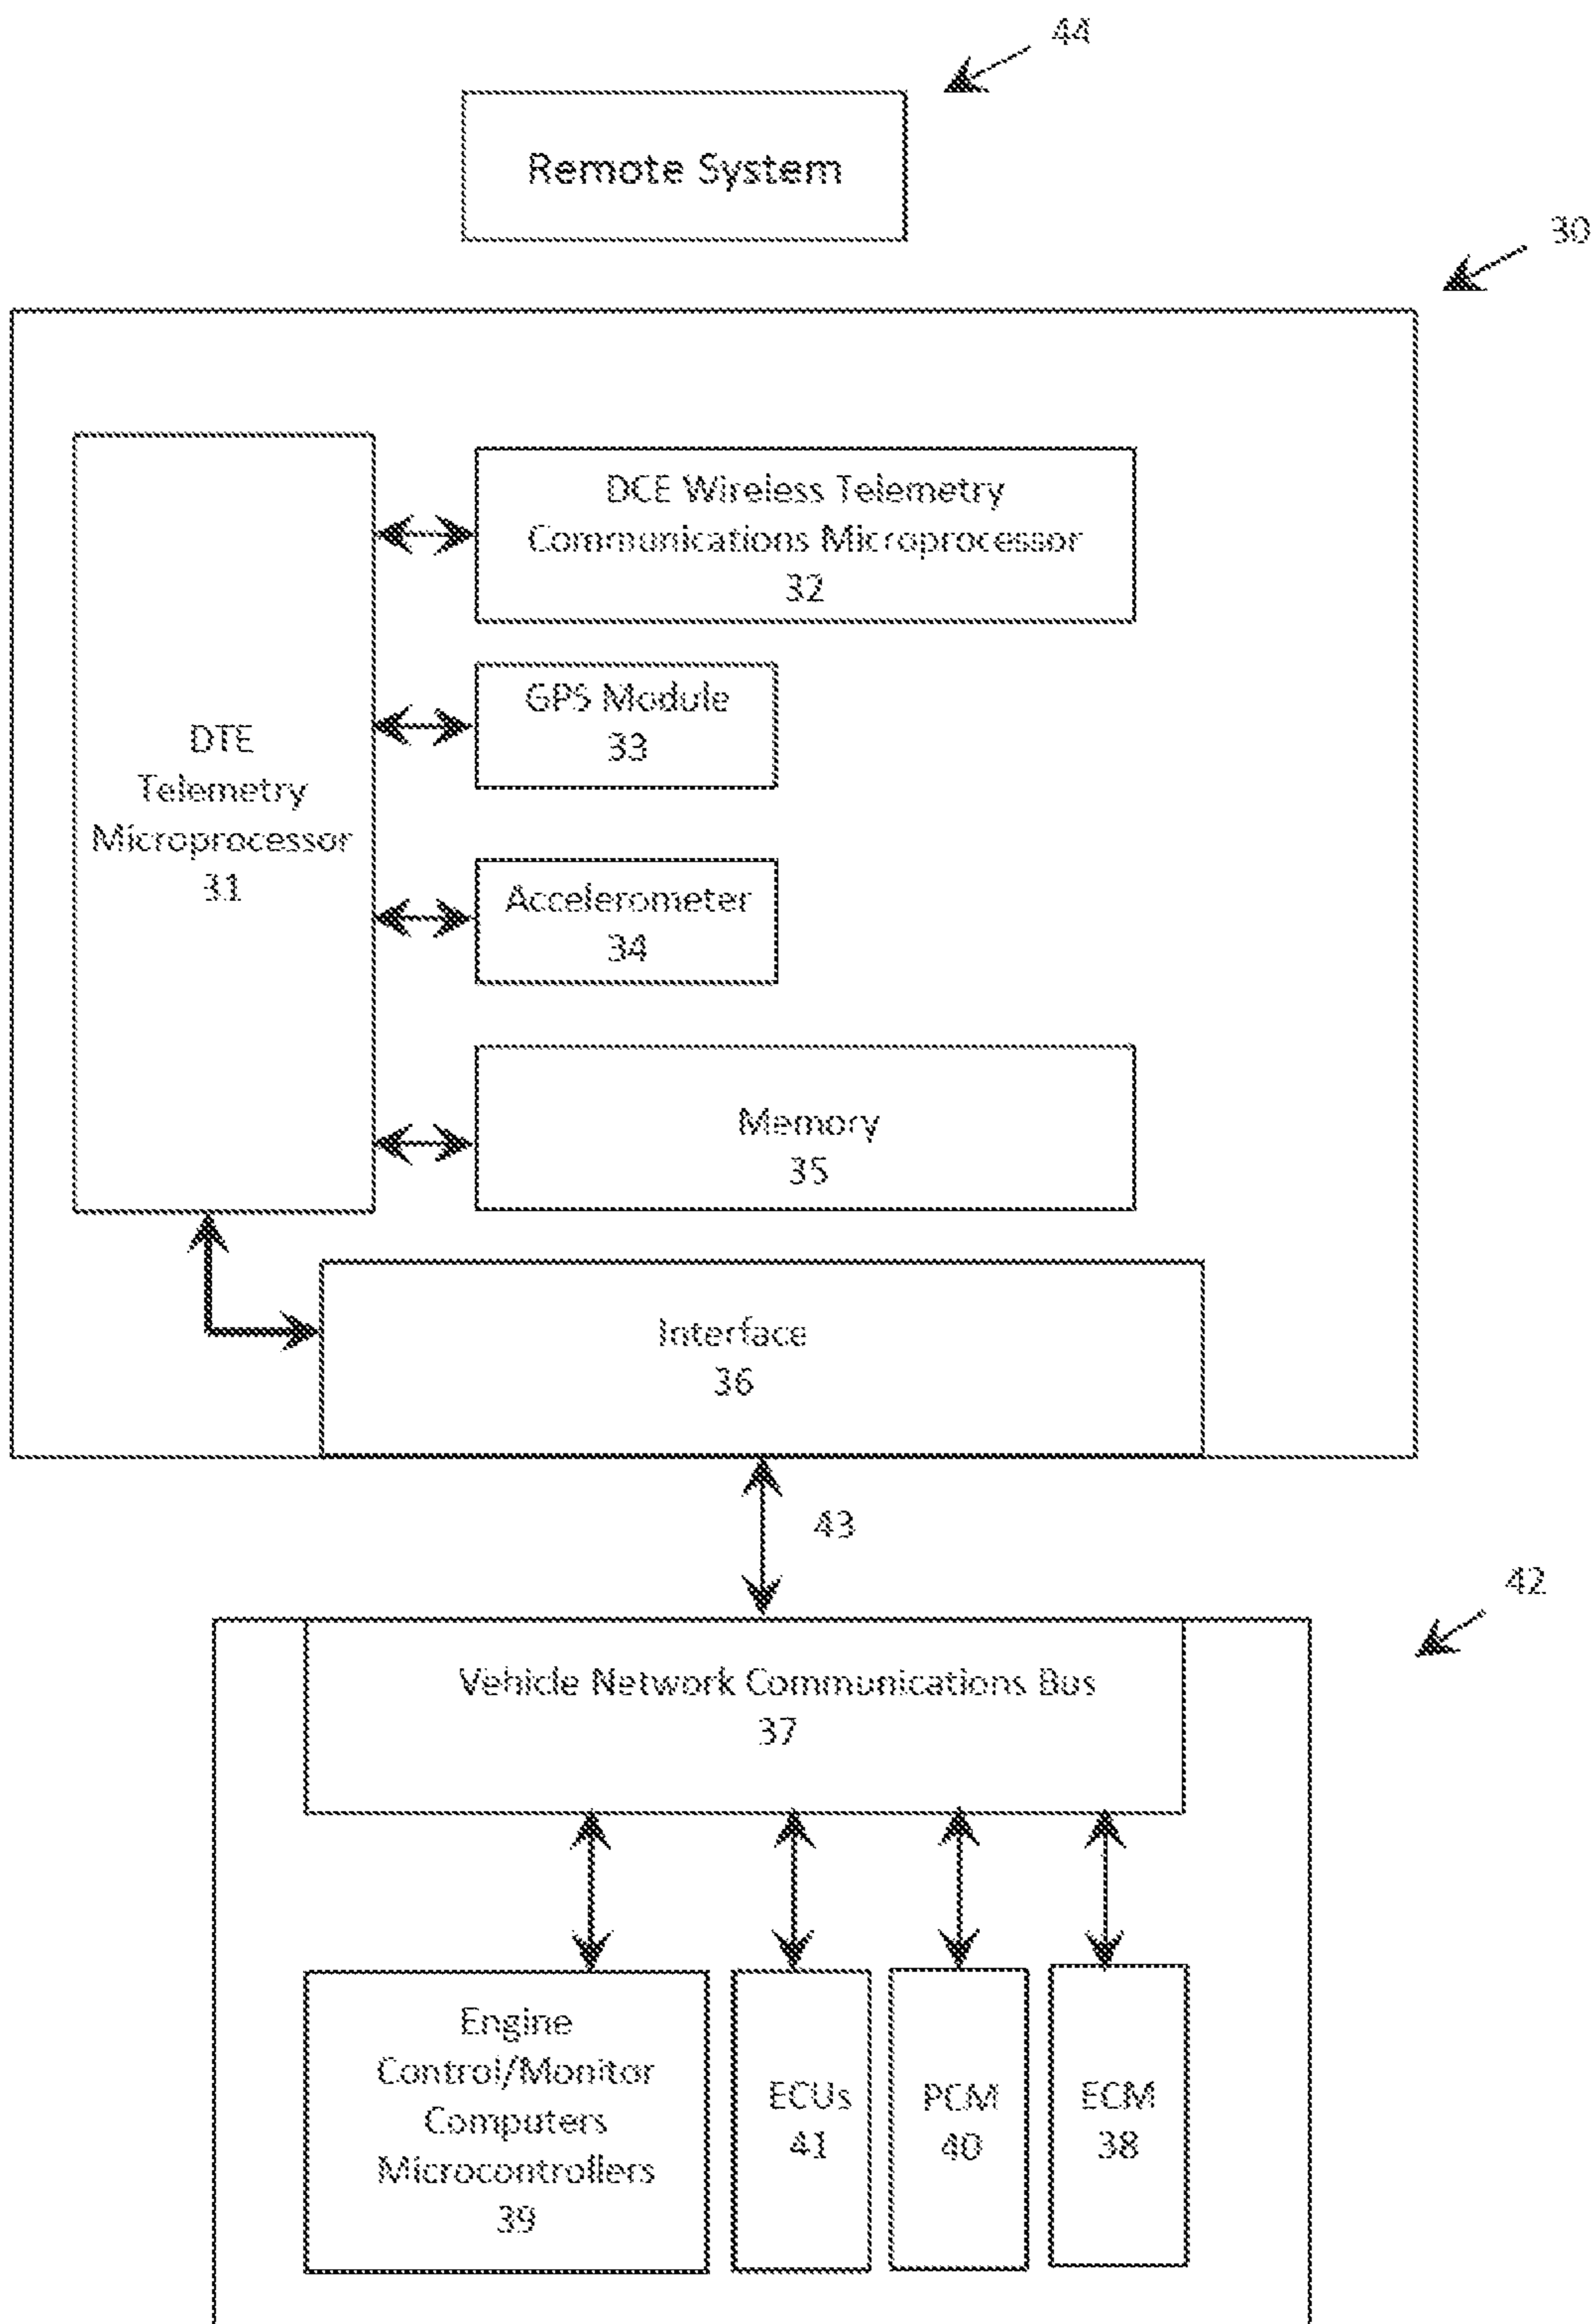 44
Remote System
30
DCE Wireless Telemetry
Communications Microprocessor
32
GPS Module
33
DTE
Telemetry
Microprocessor
31
Accelerometer
34
Memory
35
Interface
36
43
42
Vehicle Network Communications Bus
37
Engine
Control/Monitor
Computers
Microcontrollers
39
ECUs
41
PCM
40
ECM
38